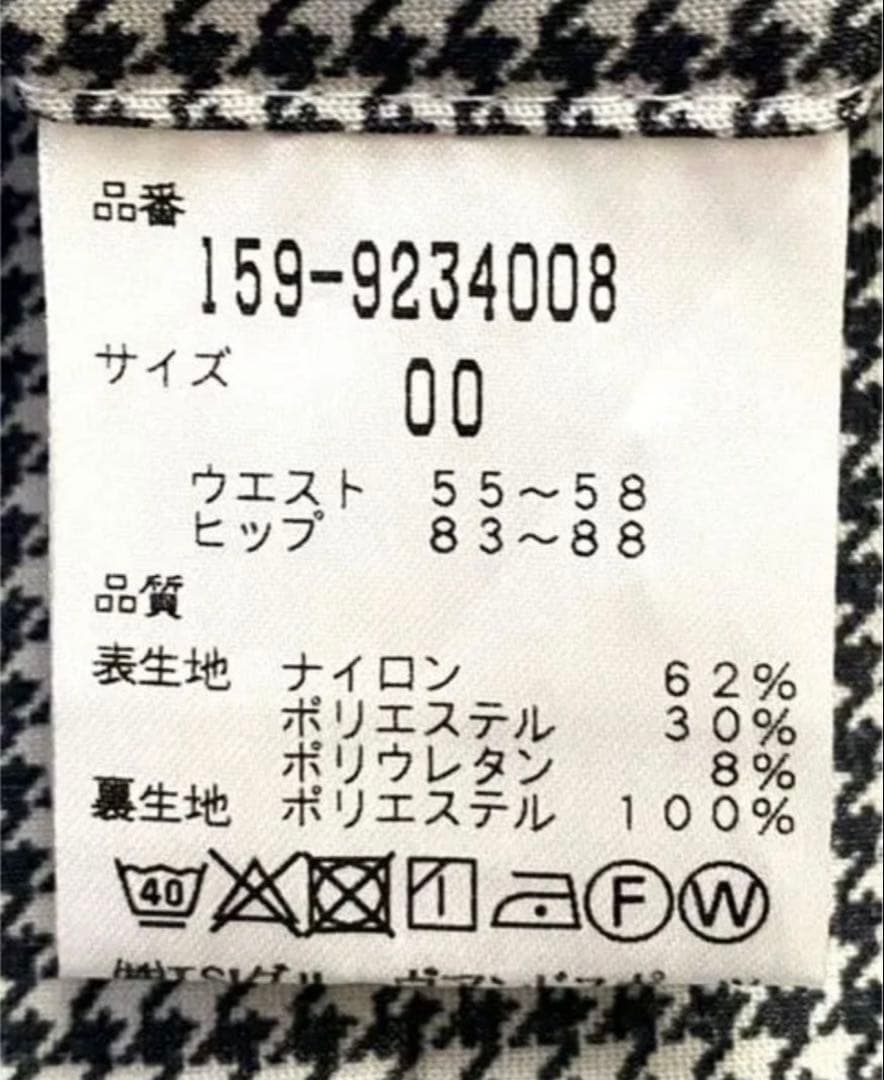 品番
159-9234008
サイズ
00
ウエスト 55～58
ヒップ 83～88
品質
表生地 ナイロン 62%
ポリエステル 30%
ポリウレタン 8%
裏生地 ポリエステル 100%
40 F W